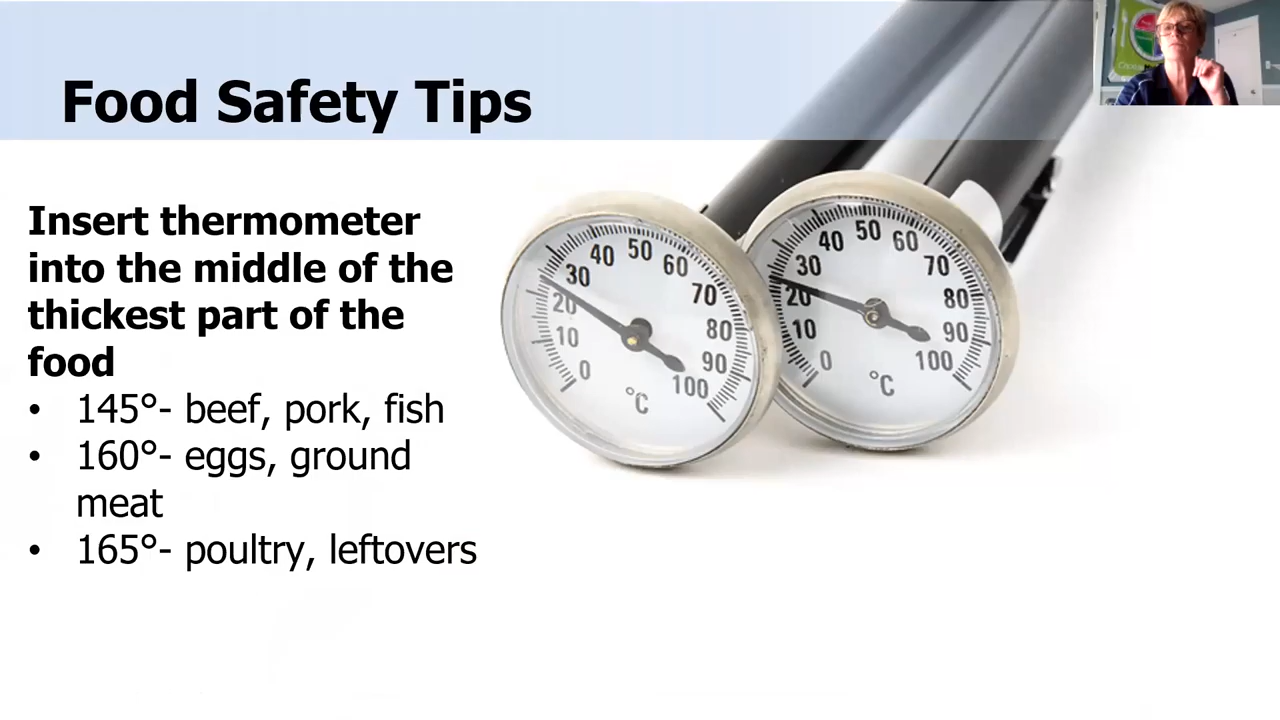 Food Safety Tips
Insert thermometer
into the middle of the
thickest part of the
food
• 145°- beef, pork, fish
• 160°- eggs, ground
meat
• 165°- poultry, leftovers
0 10 20 30 40 50 60 70 80 90 100
°C
0 10 20 30 40 50 60 70 80 90 100
°C